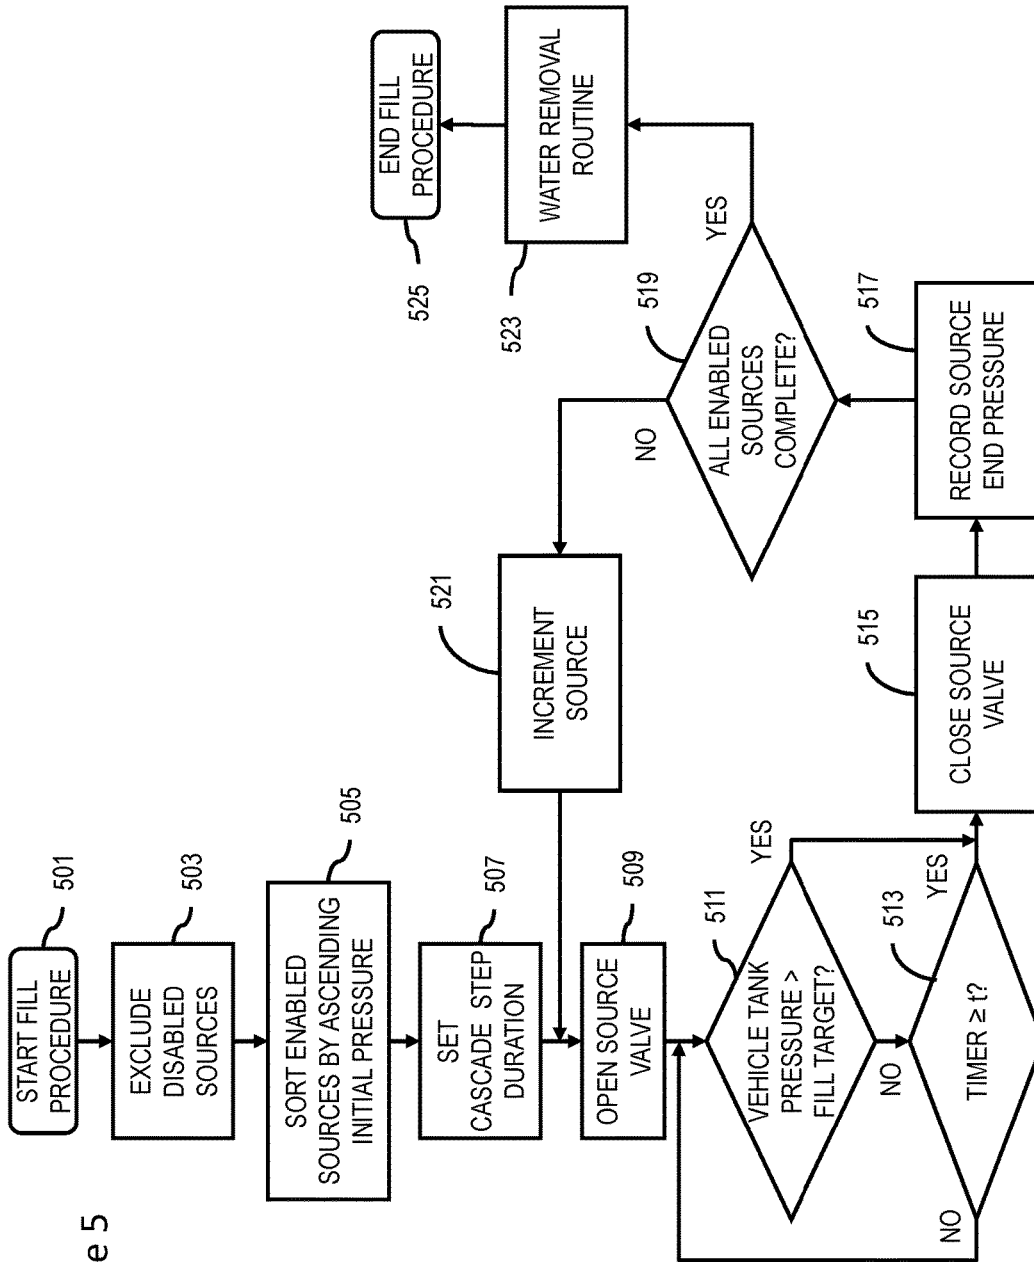 e 5
START FILL
PROCEDURE
501
EXCLUDE
DISABLED
SOURCES
503
SORT ENABLED
SOURCES BY ASCENDING
INITIAL PRESSURE
505
SET
CASCADE STEP
DURATION
507
OPEN SOURCE
VALVE
509
VEHICLE TANK
PRESSURE >
FILL TARGET?
511
YES
NO
TIMER ≥ t?
513
YES
NO
CLOSE SOURCE
VALVE
515
RECORD SOURCE
END PRESSURE
517
ALL ENABLED
SOURCES
COMPLETE?
519
NO
YES
INCREMENT
SOURCE
521
WATER REMOVAL
ROUTINE
523
END FILL
PROCEDURE
525